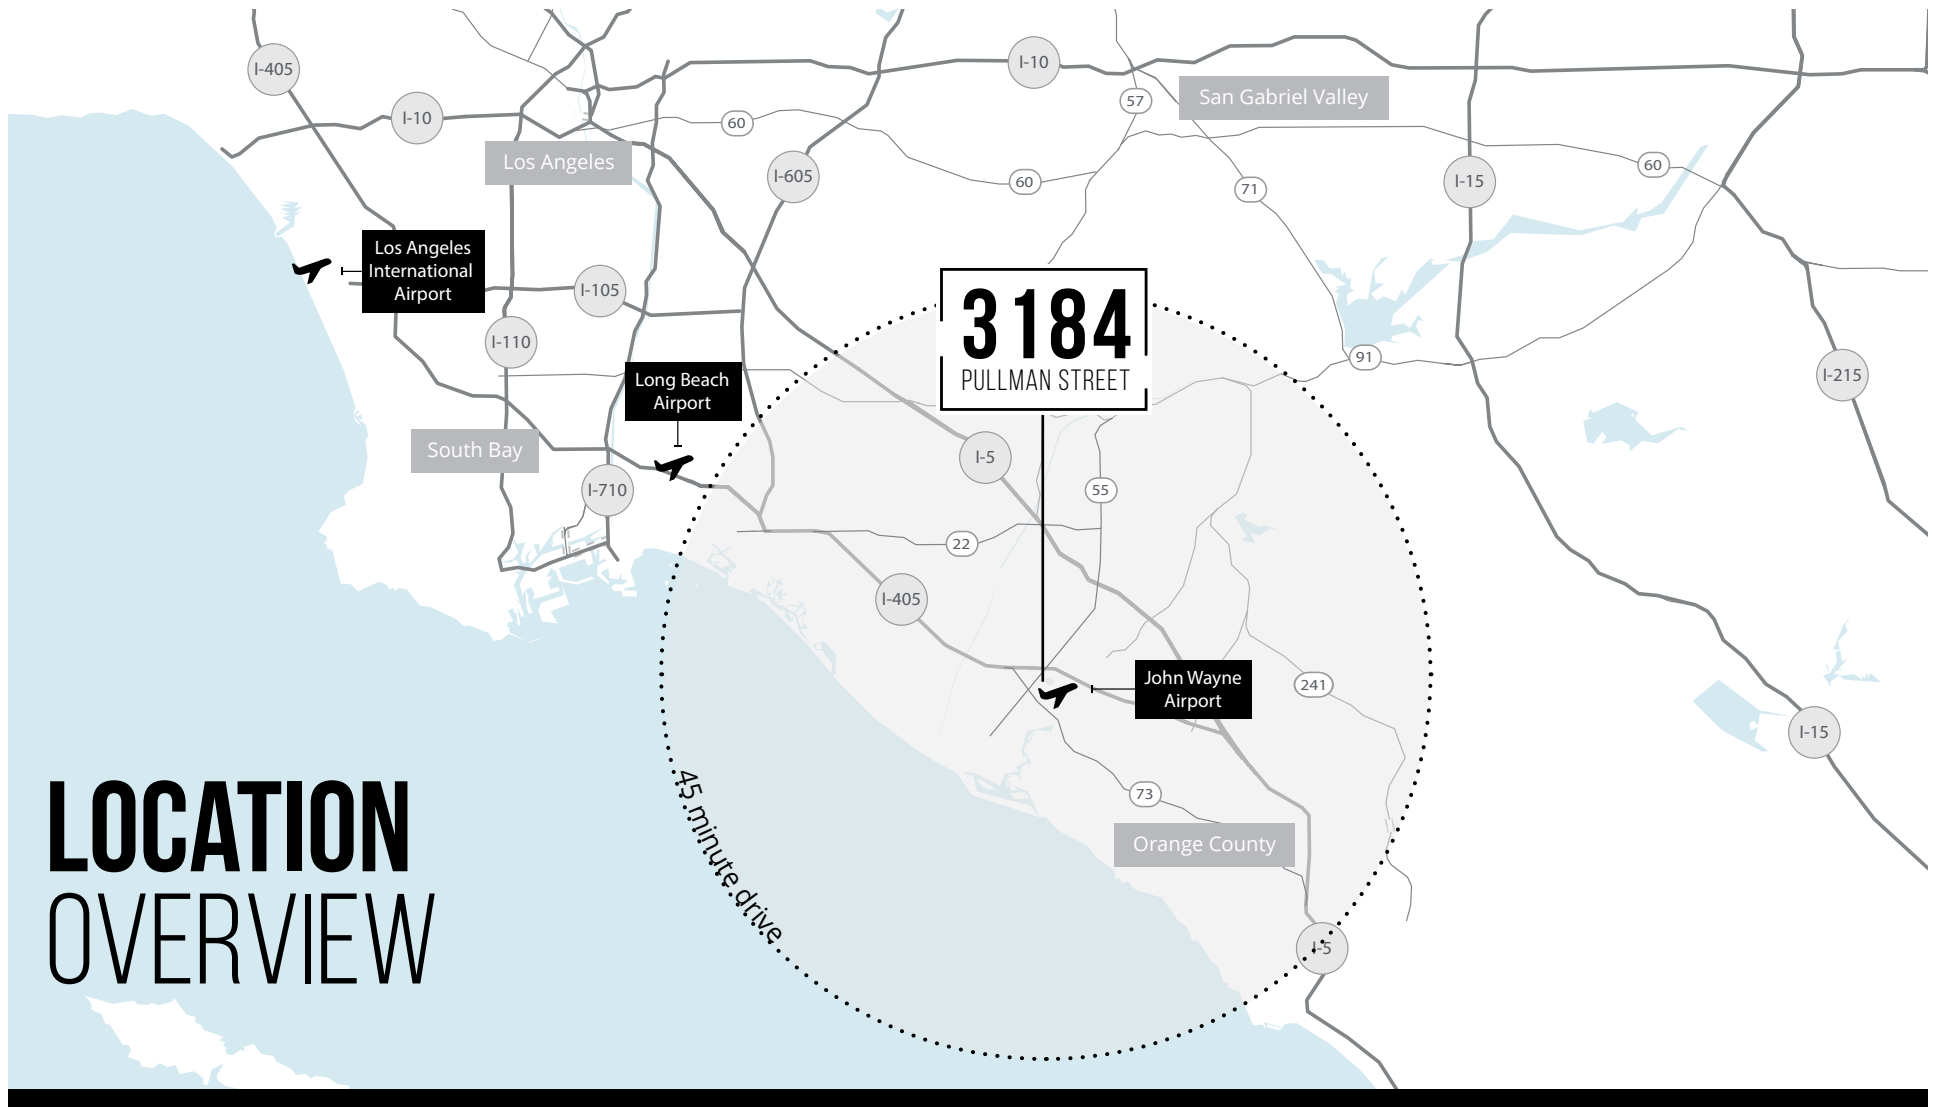 I-405
I-10
I-10
57
San Gabriel Valley
60
Los Angeles
I-605
60
71
I-15
60
Los Angeles
International
Airport
I-105
I-110
3184
PULLMAN STREET
91
I-215
Long Beach
Airport
South Bay
I-5
I-710
55
22
I-405
John Wayne
Airport
241
I-15
73
45 minute drive
Orange County
I-5
LOCATION
OVERVIEW